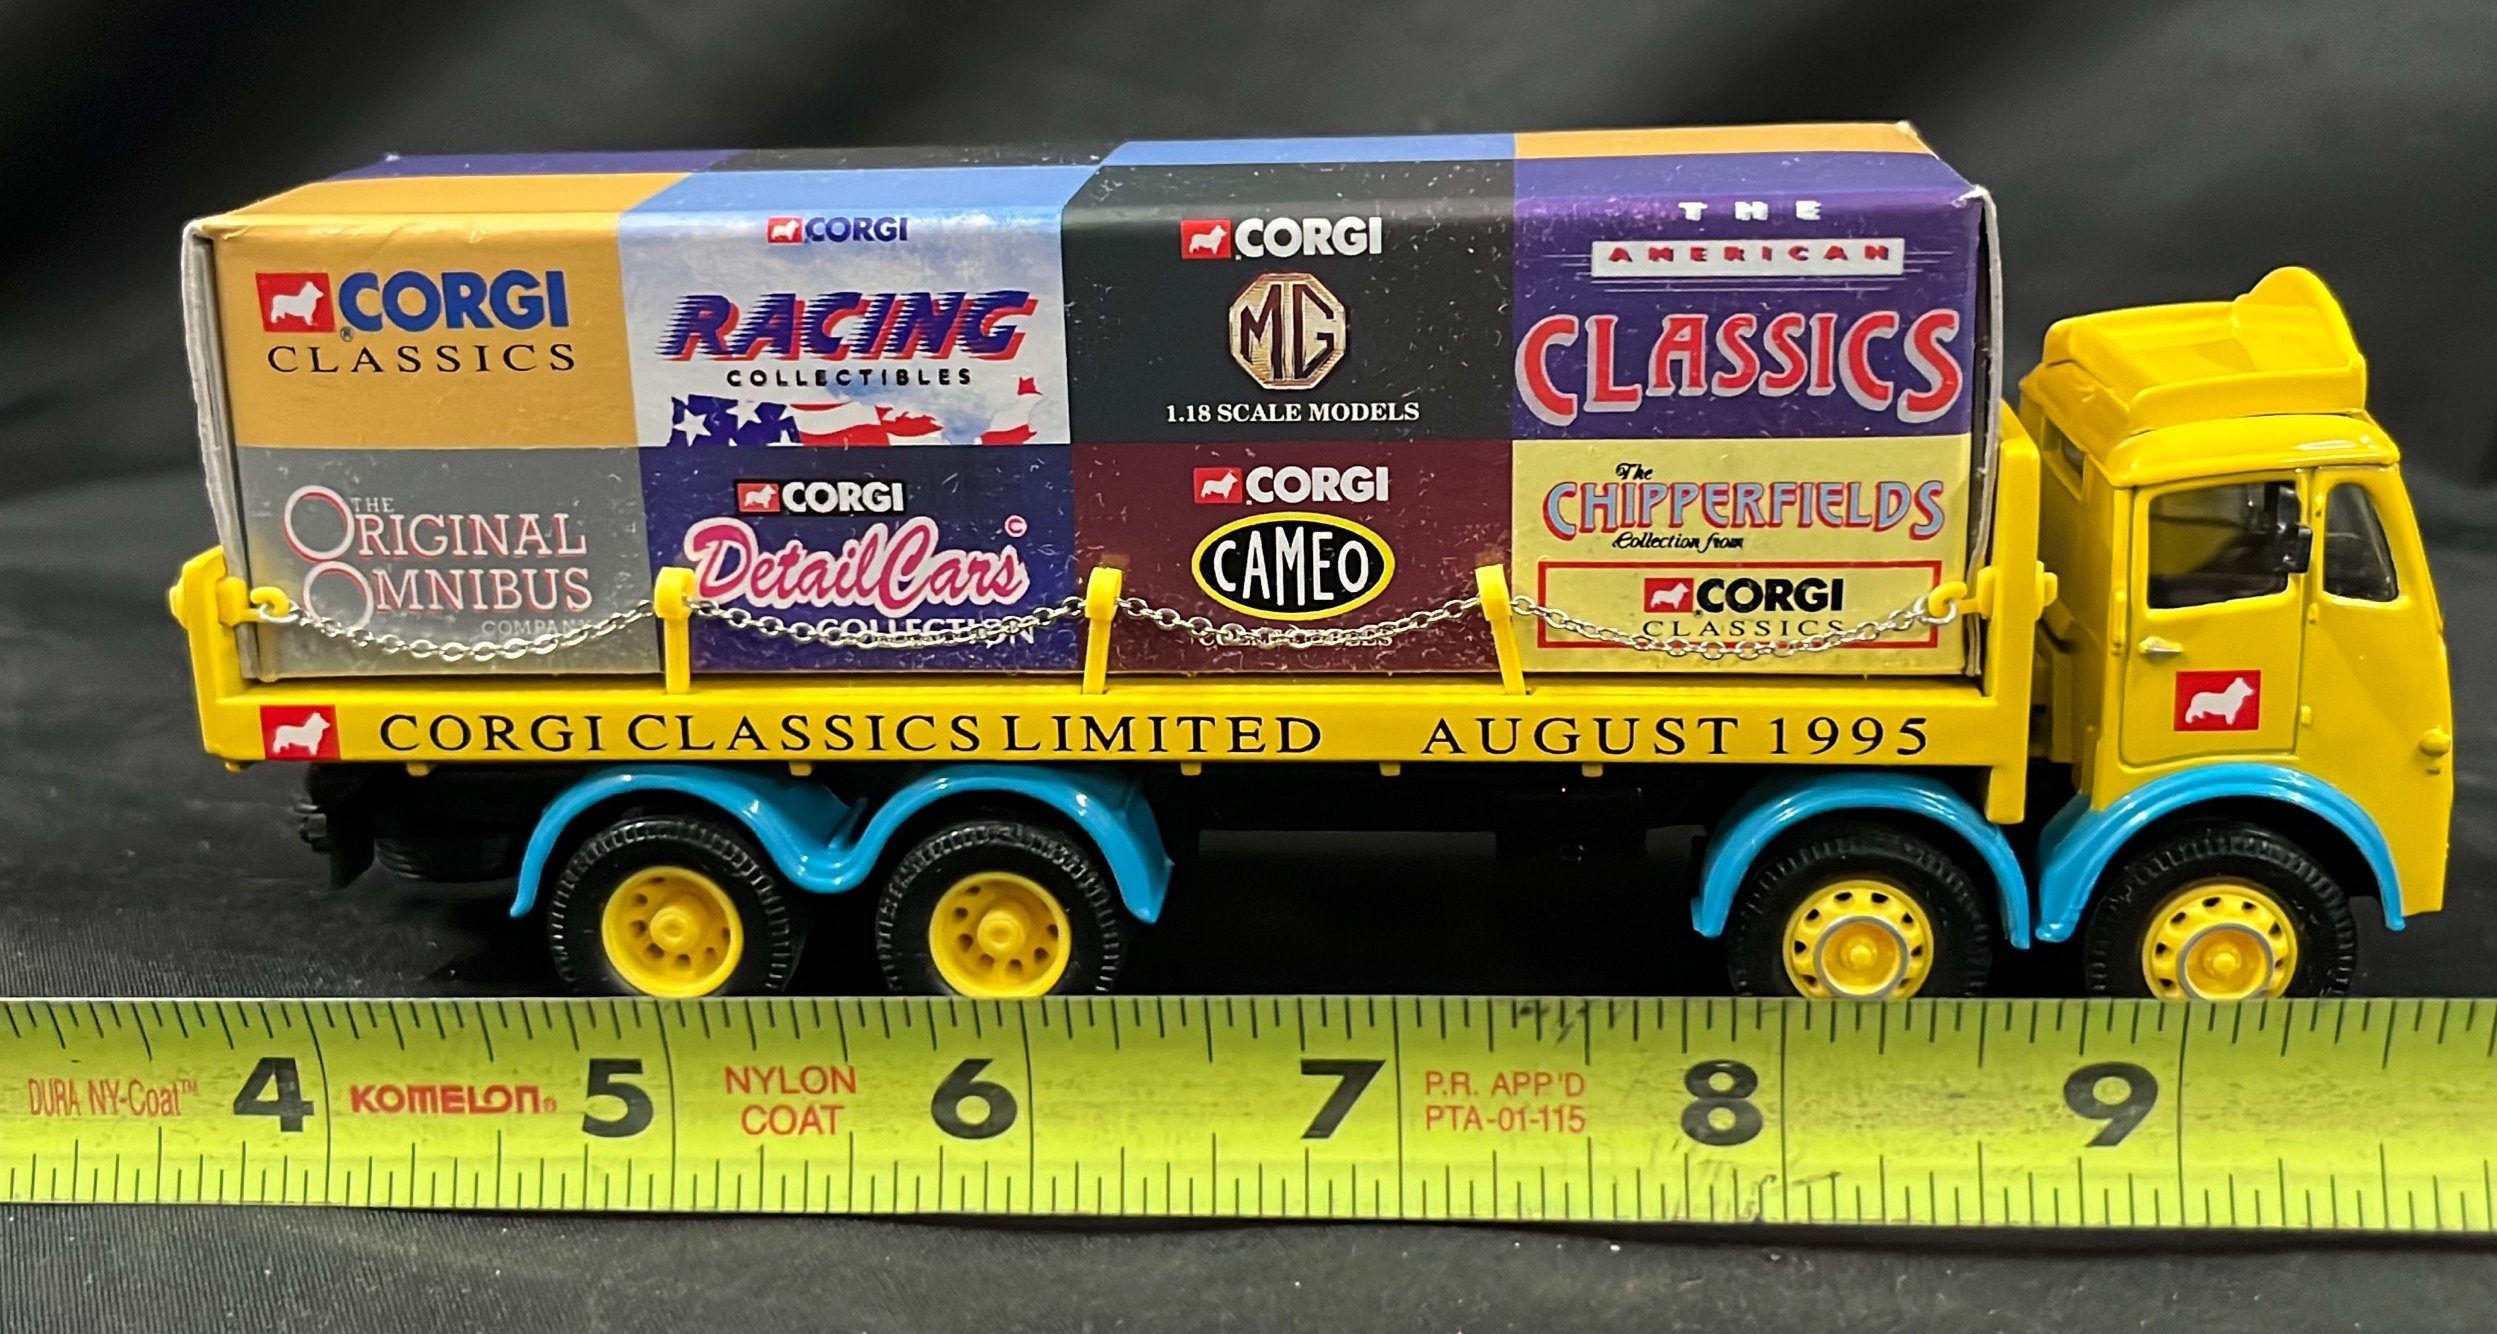 CORGI
®
CLASSICS
CORGI
RACING
COLLECTIBLES
CORGI
MG
1.18 SCALE MODELS
THE
AMERICAN
CLASSICS
THE
ORIGINAL
OMNIBUS
COMPANY
CORGI
DetailCars ©
COLLECTION
CORGI
CAMEO
The
CHIPPERFIELDS
Collection from
CORGI
CLASSICS
CORGI CLASSICS LIMITED AUGUST 1995
4 5 6 7 8 9
DURA NY-Coat™
KOMELON®
NYLON
COAT
P.R. APP'D
PTA-01-115